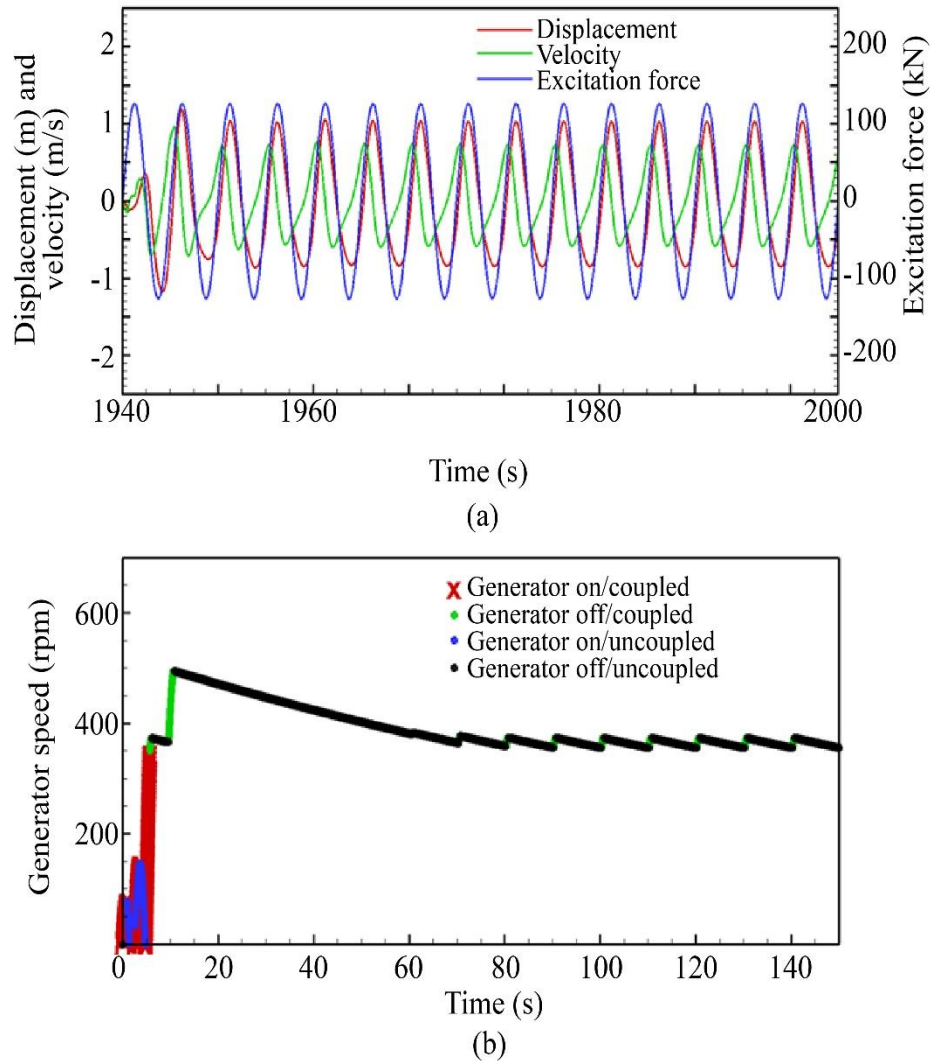 2
1
0
-1
-2
Displacement (m) and
velocity (m/s)
Displacement
Velocity
Excitation force
200
100
0
-100
-200
Excitation force (kN)
1940
1960
1980
2000
Time (s)
(a)
Generator speed (rpm)
600
400
200
X Generator on/coupled
Generator off/coupled
Generator on/uncoupled
Generator off/uncoupled
0
20
40
60
80
100
120
140
Time (s)
(b)